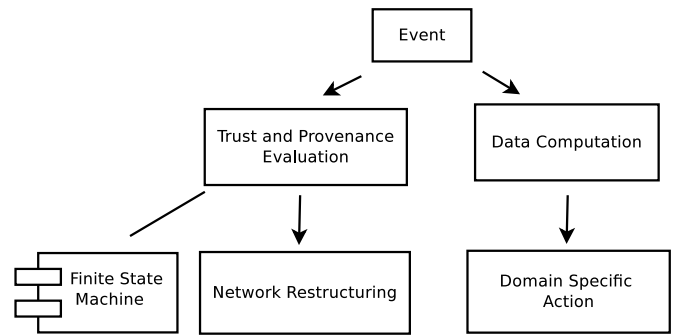 Event
Trust and Provenance
Evaluation
Data Computation
Finite State
Machine
Network Restructuring
Domain Specific
Action